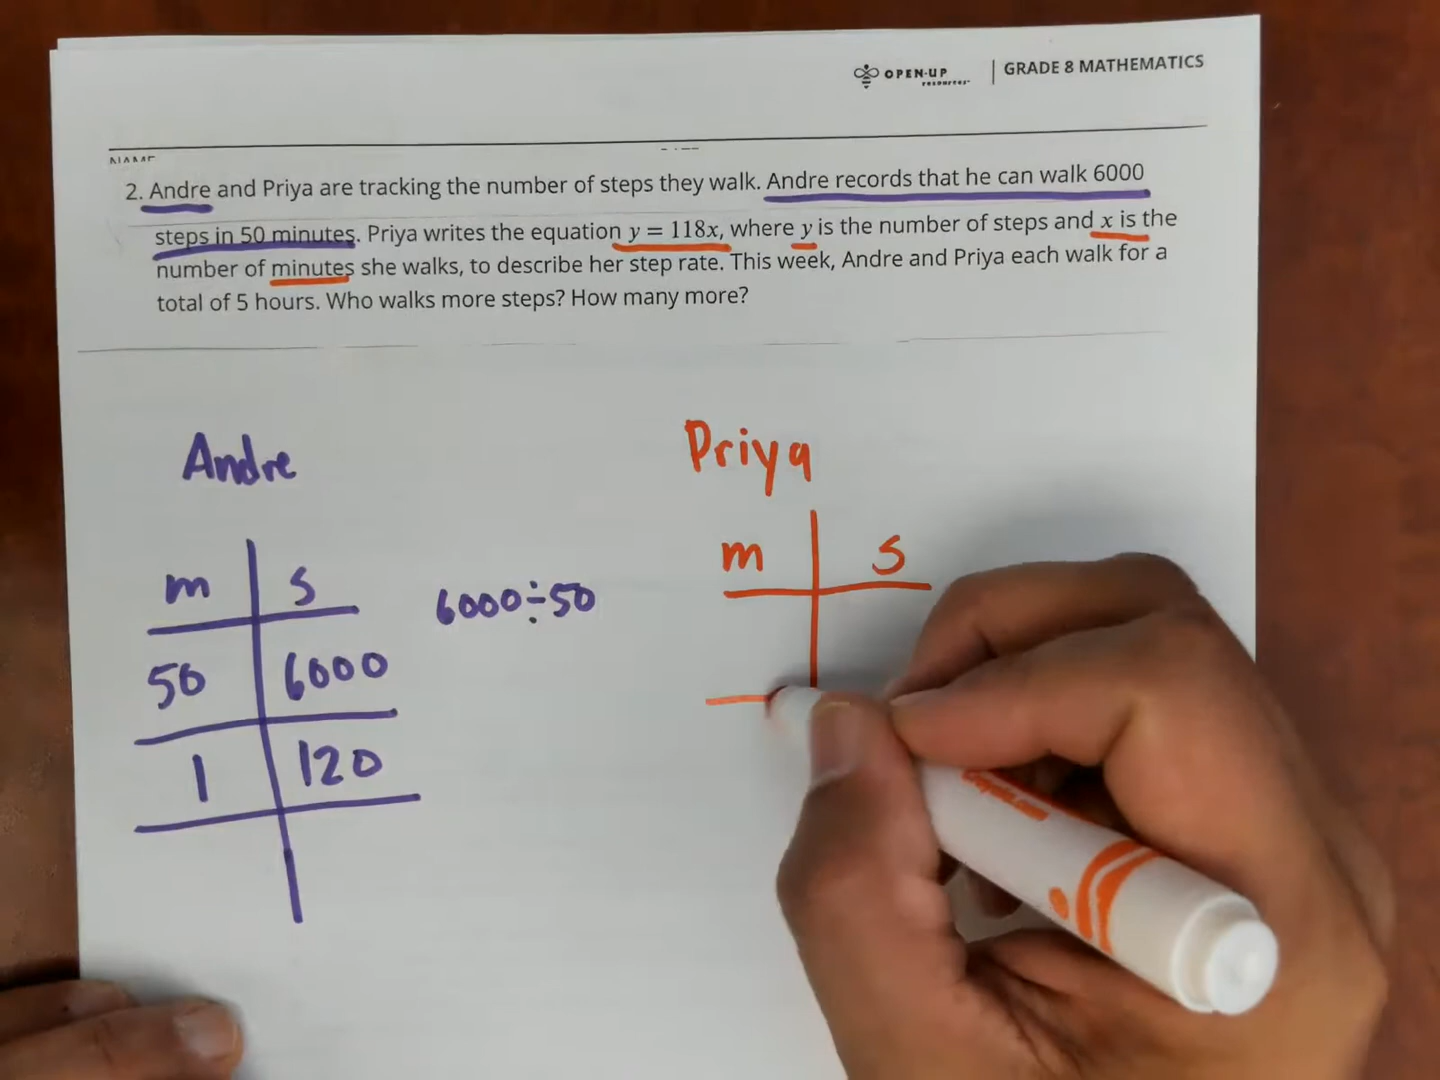 OPEN-UP resources | GRADE 8 MATHEMATICS
NAME
2. Andre and Priya are tracking the number of steps they walk. Andre records that he can walk 6000
steps in 50 minutes. Priya writes the equation y = 118x, where y is the number of steps and x is the
number of minutes she walks, to describe her step rate. This week, Andre and Priya each walk for a
total of 5 hours. Who walks more steps? How many more?
Andre
m s
50 6000
1 120
6000÷50
Priya
m s